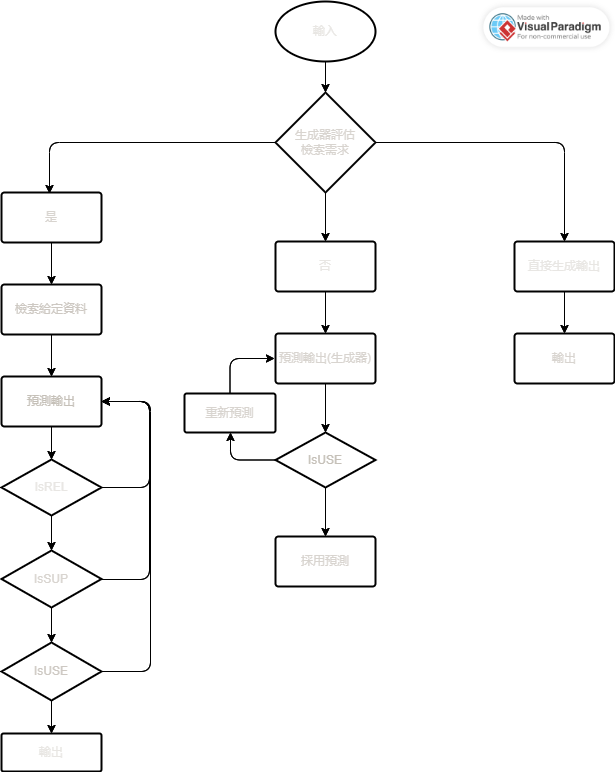 輸入
Made with
Visual Paradigm
For non-commercial use
生成器評估
檢索需求
是
否
直接生成輸出
檢索給定資料
預測輸出(生成器)
輸出
預測輸出
重新預測
IsUSE
IsREL
採用預測
IsSUP
IsUSE
輸出